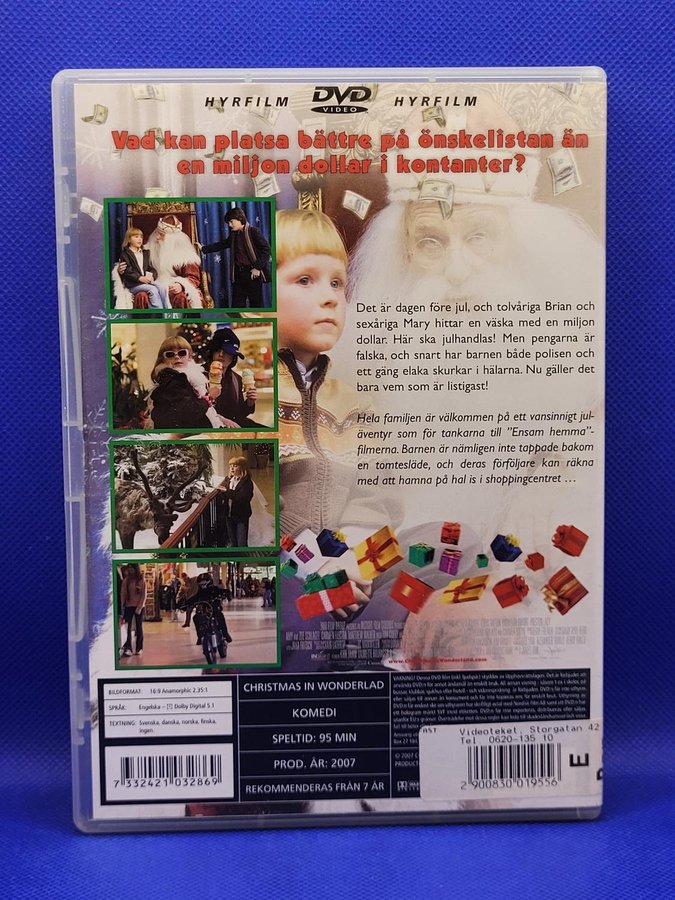 HYRFILM DVD VIDEO HYRFILM
Vad kan platsa bättre på önskelistan än
en miljon dollar i kontanter?
Det är dagen före jul, och tolvåriga Brian och
sexåriga Mary hittar en väska med en miljon
dollar. Här ska julhandlas! Men pengarna är
falska, och snart har barnen både polisen och
ett gäng elaka skurkar i hälarna. Nu gäller det
bara vem som är listigast!
Hela familjen är välkommen på ett vansinnigt jul-
äventyr som för tankarna till "Ensam hemma"-
filmerna. Barnen är nämligen inte tappade bakom
en tomtesläde, och deras förföljare kan räkna
med att hamna på hal is i shoppingcentret ...
BILDFORMAT: 16:9 Anamorphic 2.35:1
SPRÅK: Engelska - Dolby Digital 5.1
TEXTNING: Svenska, danska, norska, finska,
ingen
7 332421 032869
CHRISTMAS IN WONDERLAD
KOMEDI
SPELTID: 95 MIN
PROD. ÅR: 2007
REKOMMENDERAS FRÅN 7 ÅR
Videoteket, Storgatan 42
Tel. 0620-135 10
2 900830 019556
E